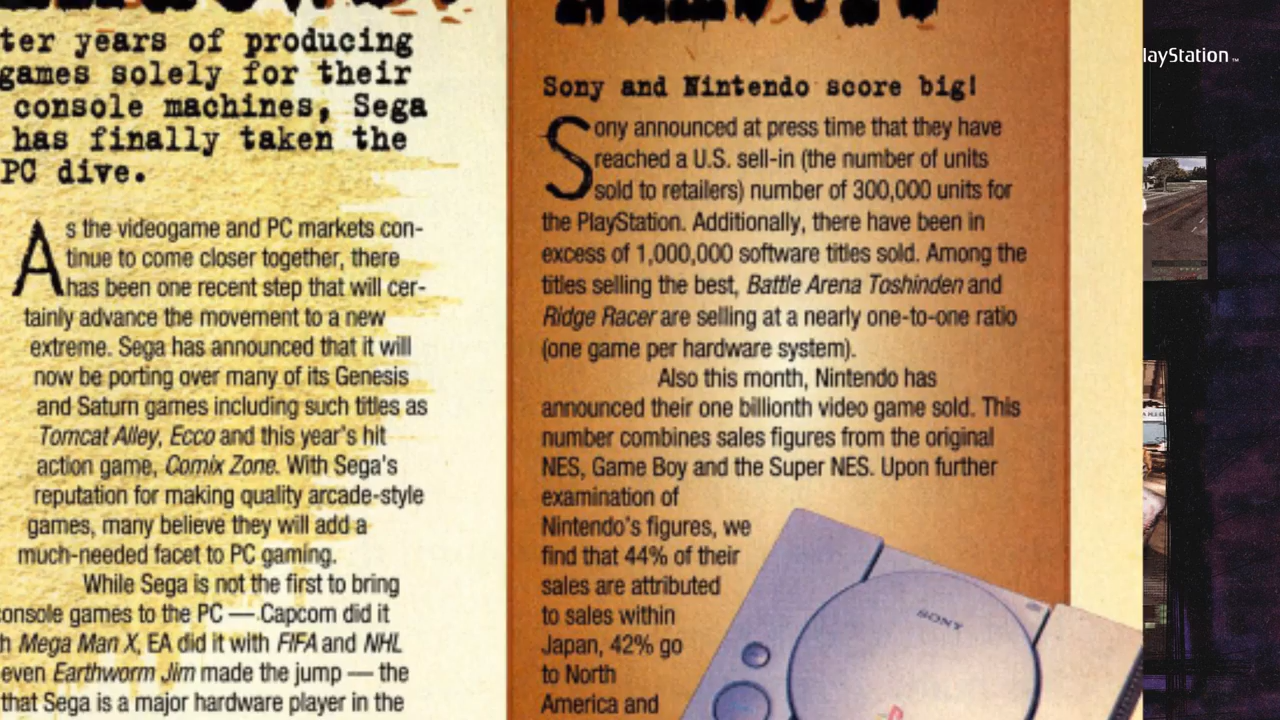 ter years of producing
games solely for their
console machines, Sega
has finally taken the
PC dive.
As the videogame and PC markets con-
tinue to come closer together, there
has been one recent step that will cer-
tainly advance the movement to a new
extreme. Sega has announced that it will
now be porting over many of its Genesis
and Saturn games including such titles as
Tomcat Alley, Ecco and this year's hit
action game, Comix Zone. With Sega's
reputation for making quality arcade-style
games, many believe they will add a
much-needed facet to PC gaming.
While Sega is not the first to bring
console games to the PC — Capcom did it
h Mega Man X, EA did it with FIFA and NHL
even Earthworm Jim made the jump — the
that Sega is a major hardware player in the
Sony and Nintendo score big!
Sony announced at press time that they have
reached a U.S. sell-in (the number of units
sold to retailers) number of 300,000 units for
the PlayStation. Additionally, there have been in
excess of 1,000,000 software titles sold. Among the
titles selling the best, Battle Arena Toshinden and
Ridge Racer are selling at a nearly one-to-one ratio
(one game per hardware system).
Also this month, Nintendo has
announced their one billionth video game sold. This
number combines sales figures from the original
NES, Game Boy and the Super NES. Upon further
examination of
Nintendo's figures, we
find that 44% of their
sales are attributed
to sales within
Japan, 42% go
to North
America and
SONY
layStation™